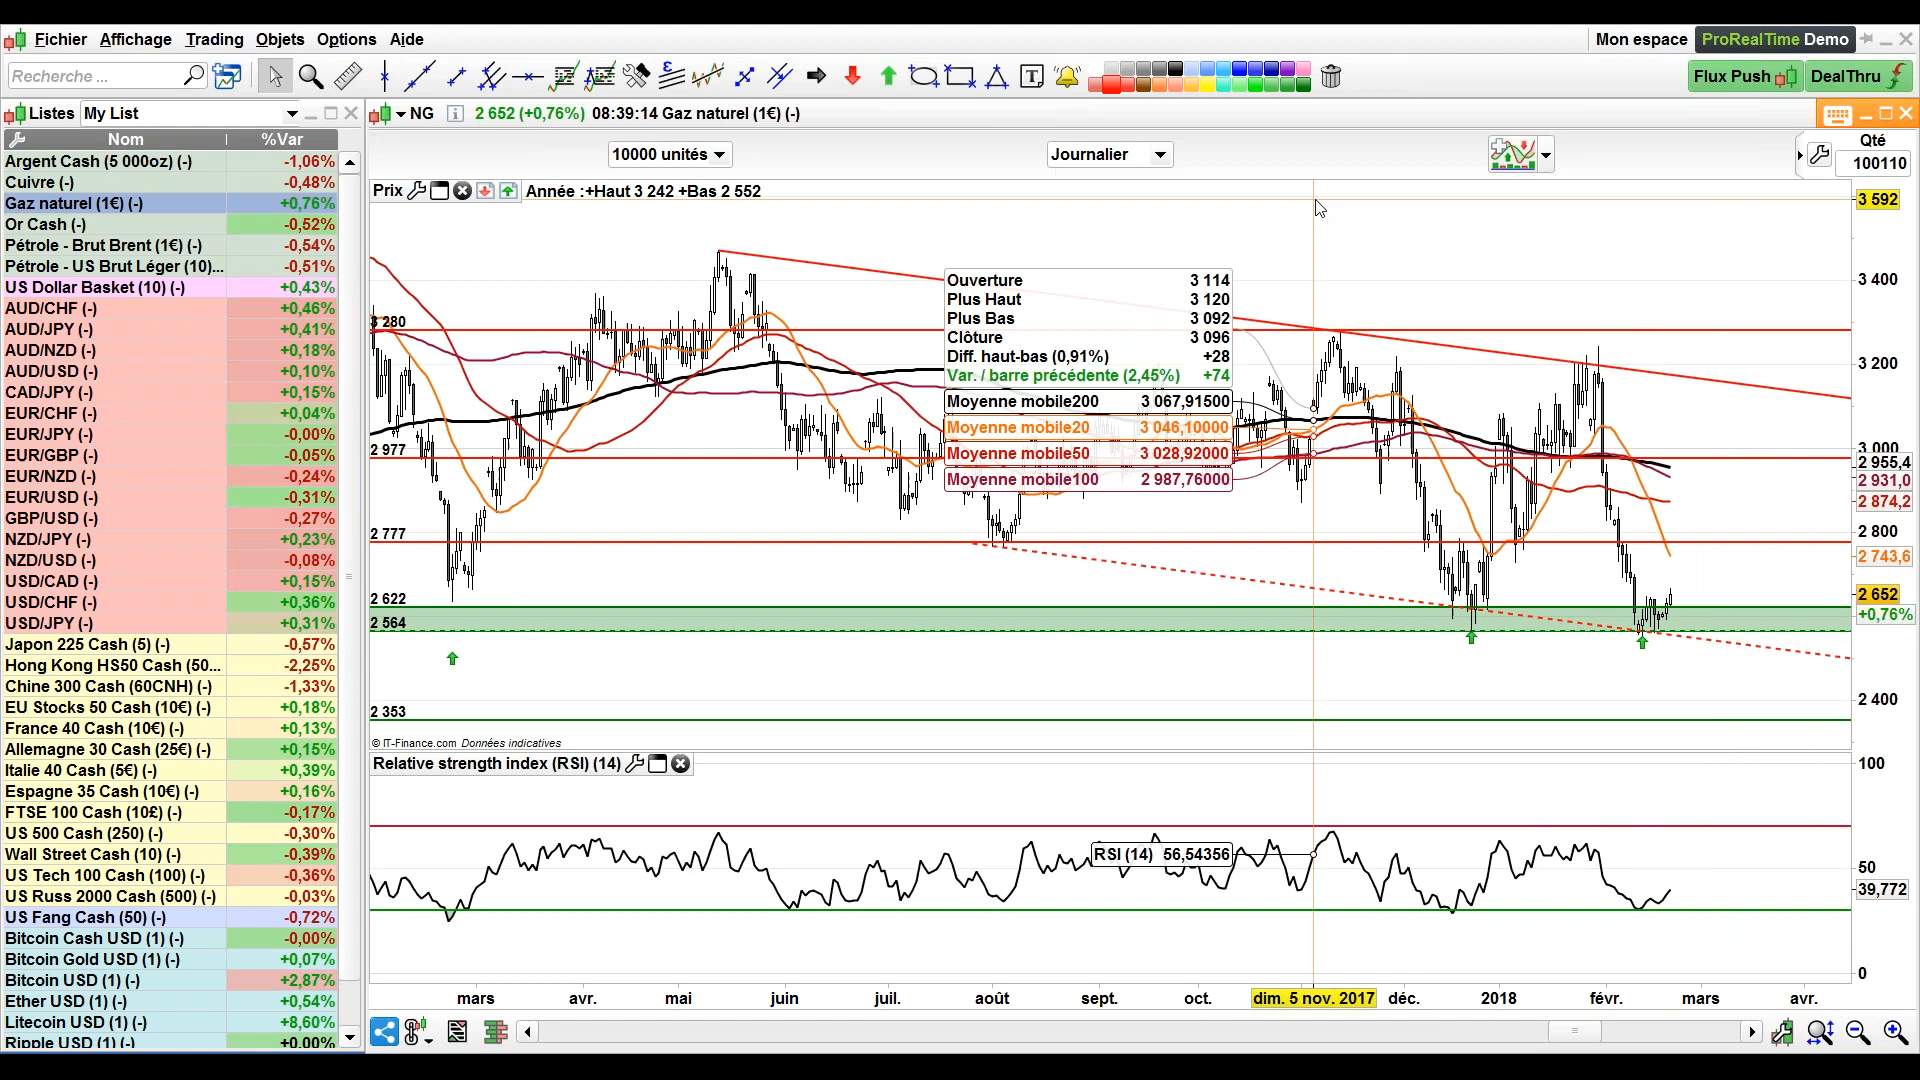 Fichier Affichage Trading Objets Options Aide
Mon espace ProRealTime Demo
Recherche ...
Flux Push DealThru
Listes My List
NG 2 652 (+0,76%) 08:39:14 Gaz naturel (1€) (-)
Nom %Var
10000 unités Journalier
Qté
100110
Argent Cash (5 000oz) (-) -1,06%
Cuivre (-) -0,48%
Gaz naturel (1€) (-) +0,76%
Or Cash (-) -0,52%
Pétrole - Brut Brent (1€) (-) -0,54%
Pétrole - US Brut Léger (10)... -0,51%
US Dollar Basket (10) (-) +0,43%
AUD/CHF (-) +0,46%
AUD/JPY (-) +0,41%
AUD/NZD (-) +0,18%
AUD/USD (-) +0,10%
CAD/JPY (-) +0,15%
EUR/CHF (-) +0,04%
EUR/JPY (-) -0,00%
EUR/GBP (-) -0,05%
EUR/NZD (-) -0,24%
EUR/USD (-) -0,31%
GBP/USD (-) -0,27%
NZD/JPY (-) +0,23%
NZD/USD (-) -0,08%
USD/CAD (-) +0,15%
USD/CHF (-) +0,36%
USD/JPY (-) +0,31%
Japon 225 Cash (5) (-) -0,57%
Hong Kong HS50 Cash (50... -2,25%
Chine 300 Cash (60CNH) (-) -1,33%
EU Stocks 50 Cash (10€) (-) +0,18%
France 40 Cash (10€) (-) +0,13%
Allemagne 30 Cash (25€) (-) +0,15%
Italie 40 Cash (5€) (-) +0,39%
Espagne 35 Cash (10€) (-) +0,16%
FTSE 100 Cash (10£) (-) -0,17%
US 500 Cash (250) (-) -0,30%
Wall Street Cash (10) (-) -0,39%
US Tech 100 Cash (100) (-) -0,36%
US Russ 2000 Cash (500) (-) -0,03%
US Fang Cash (50) (-) -0,72%
Bitcoin Cash USD (1) (-) -0,00%
Bitcoin Gold USD (1) (-) +0,07%
Bitcoin USD (1) (-) +2,87%
Ether USD (1) (-) +0,54%
Litecoin USD (1) (-) +8,60%
Ripple USD (1) (-) +0.00%
Prix Année :+Haut 3 242 +Bas 2 552
3 592
3 400
3 280
3 200
3 000
2 977
2 955,4
2 931,0
2 874,2
2 800
2 777
2 743,6
2 652
+0,76%
2 622
2 564
2 400
2 353
Ouverture 3 114
Plus Haut 3 120
Plus Bas 3 092
Clôture 3 096
Diff. haut-bas (0,91%) +28
Var. / barre précédente (2,45%) +74
Moyenne mobile200 3 067,91500
Moyenne mobile20 3 046,10000
Moyenne mobile50 3 028,92000
Moyenne mobile100 2 987,76000
© IT-Finance.com Données indicatives
Relative strength index (RSI) (14)
100
RSI (14) 56,54356
50
39,772
0
mars avr. mai juin juil. août sept. oct. dim. 5 nov. 2017 déc. 2018 févr. mars avr.